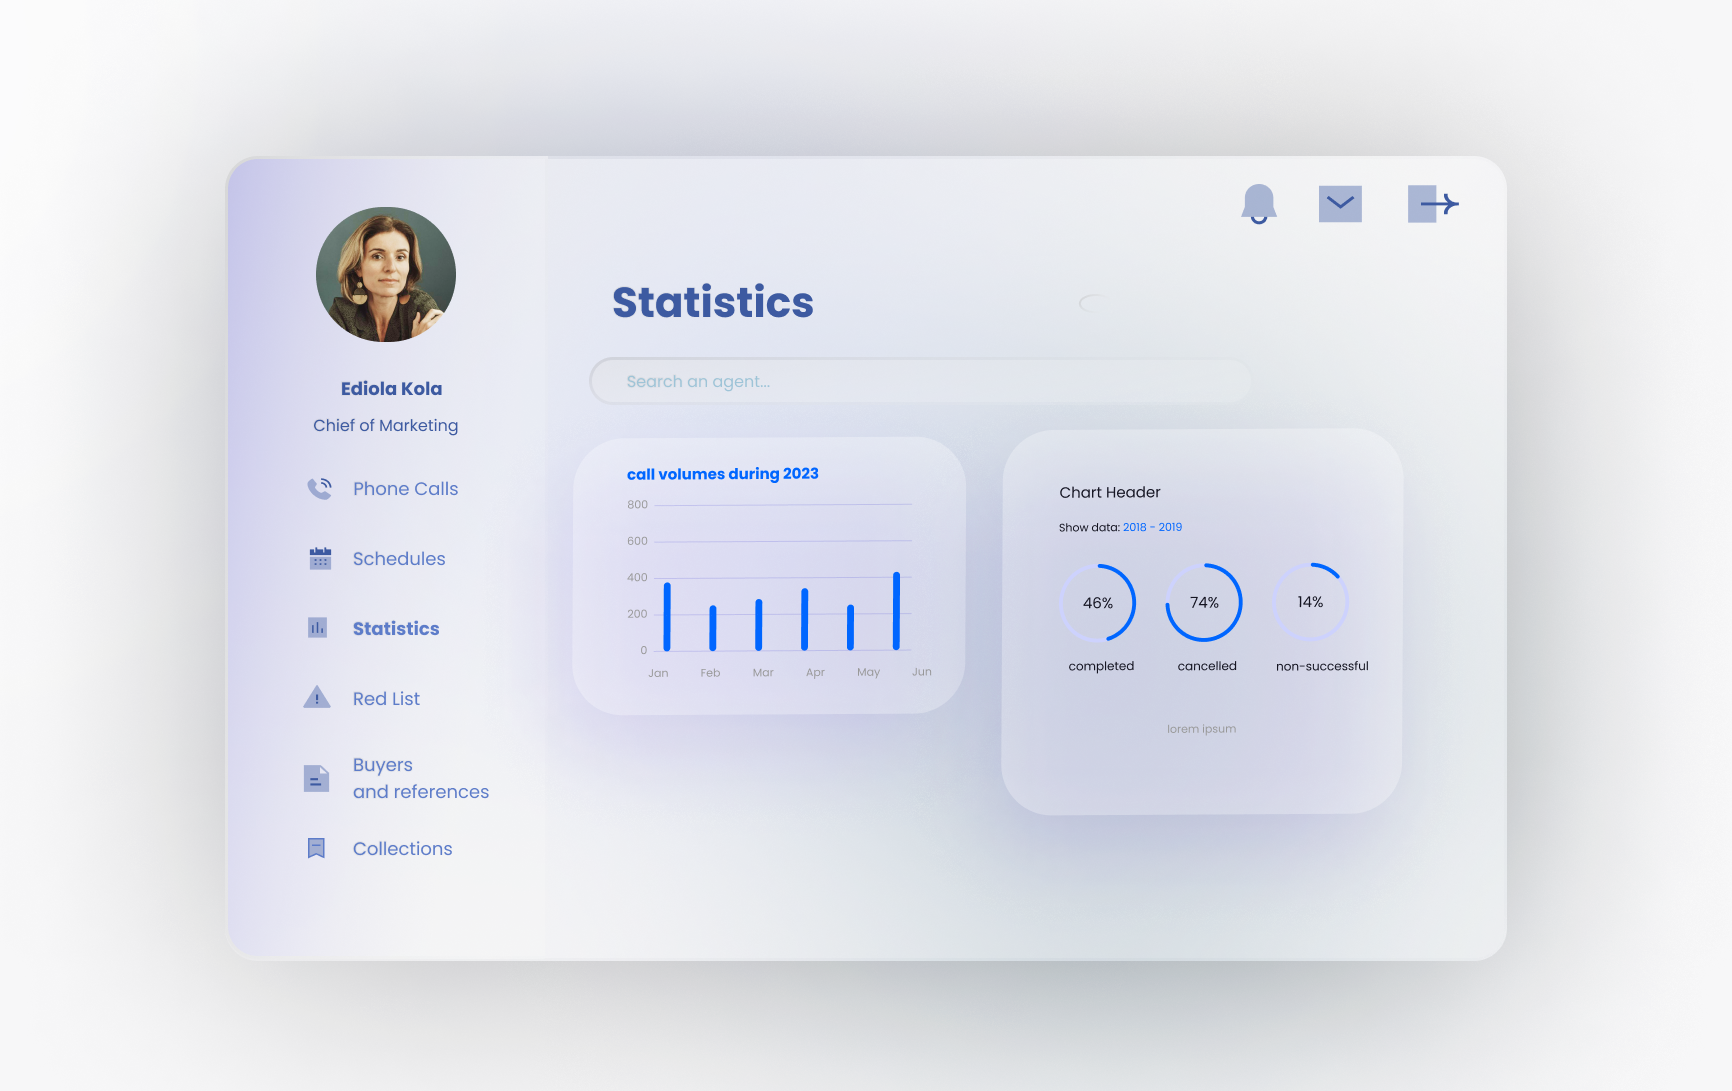 Ediola Kola
Chief of Marketing
Phone Calls
Schedules
Statistics
Red List
Buyers
and references
Collections
Statistics
Search an agent...
call volumes during 2023
800
600
400
200
0
Jan Feb Mar Apr May Jun
Chart Header
Show data: 2018 - 2019
46% 74% 14%
completed cancelled non-successful
lorem ipsum